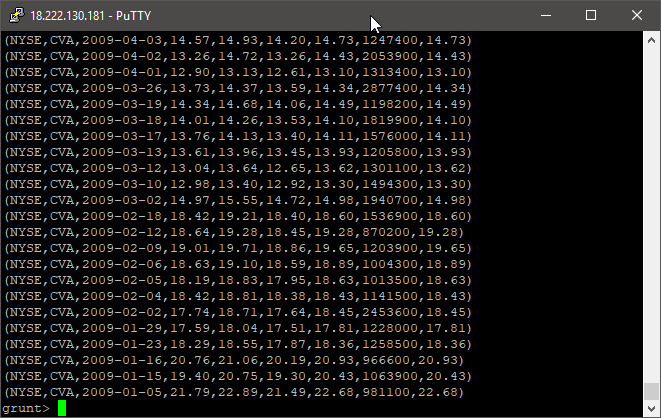 18.222.130.181 - PuTTY
(NYSE,CVA,2009-04-03,14.57,14.93,14.20,14.73,1247400,14.73)
(NYSE,CVA,2009-04-02,13.26,14.72,13.26,14.43,2053900,14.43)
(NYSE,CVA,2009-04-01,12.90,13.13,12.61,13.10,1313400,13.10)
(NYSE,CVA,2009-03-26,13.73,14.37,13.59,14.34,2877400,14.34)
(NYSE,CVA,2009-03-19,14.34,14.68,14.06,14.49,1198200,14.49)
(NYSE,CVA,2009-03-18,14.01,14.26,13.53,14.10,1819900,14.10)
(NYSE,CVA,2009-03-17,13.76,14.13,13.40,14.11,1576000,14.11)
(NYSE,CVA,2009-03-13,13.61,13.96,13.45,13.93,1205800,13.93)
(NYSE,CVA,2009-03-12,13.04,13.64,12.65,13.62,1301100,13.62)
(NYSE,CVA,2009-03-10,12.98,13.40,12.92,13.30,1494300,13.30)
(NYSE,CVA,2009-03-02,14.97,15.55,14.72,14.98,1940700,14.98)
(NYSE,CVA,2009-02-18,18.42,19.21,18.40,18.60,1536900,18.60)
(NYSE,CVA,2009-02-12,18.64,19.28,18.45,19.28,870200,19.28)
(NYSE,CVA,2009-02-09,19.01,19.71,18.86,19.65,1203900,19.65)
(NYSE,CVA,2009-02-06,18.63,19.10,18.59,18.89,1004300,18.89)
(NYSE,CVA,2009-02-05,18.19,18.83,17.95,18.63,1013500,18.63)
(NYSE,CVA,2009-02-04,18.42,18.81,18.38,18.43,1141500,18.43)
(NYSE,CVA,2009-02-02,17.74,18.71,17.64,18.45,2453600,18.45)
(NYSE,CVA,2009-01-29,17.59,18.04,17.51,17.81,1228000,17.81)
(NYSE,CVA,2009-01-23,18.29,18.55,17.87,18.36,1258500,18.36)
(NYSE,CVA,2009-01-16,20.76,21.06,20.19,20.93,966600,20.93)
(NYSE,CVA,2009-01-15,19.40,20.75,19.30,20.43,1063900,20.43)
(NYSE,CVA,2009-01-05,21.79,22.89,21.49,22.68,981100,22.68)
grunt>